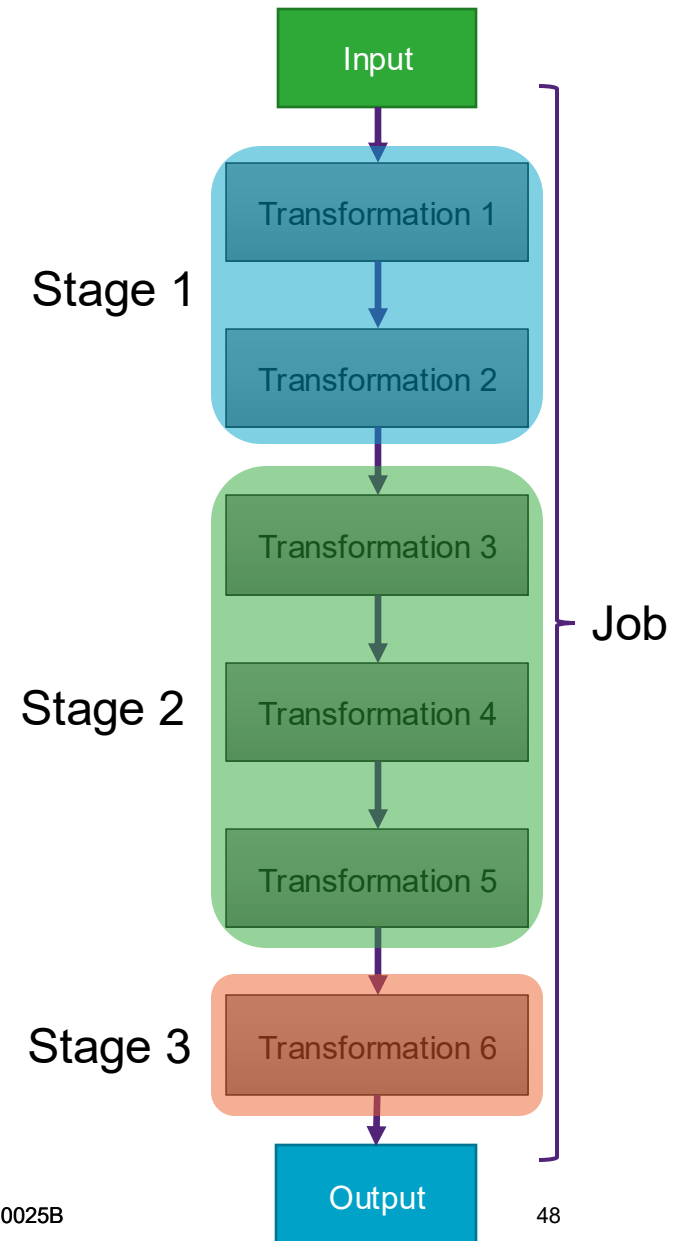 Input
Transformation 1
Stage 1
Transformation 2
Transformation 3
Job
Stage 2
Transformation 4
Transformation 5
Stage 3
Transformation 6
Output
0025B
48